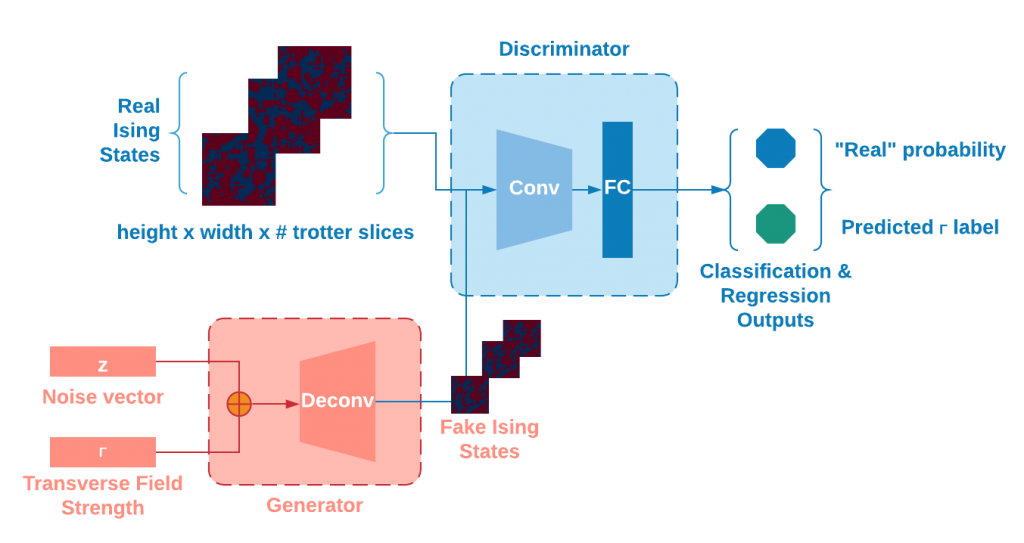 Discriminator
Real
Ising
States
height x width x # trotter slices
Conv
FC
"Real" probability
Predicted Γ label
Classification &
Regression
Outputs
z
Noise vector
Γ
Transverse Field
Strength
Deconv
Generator
Fake Ising
States